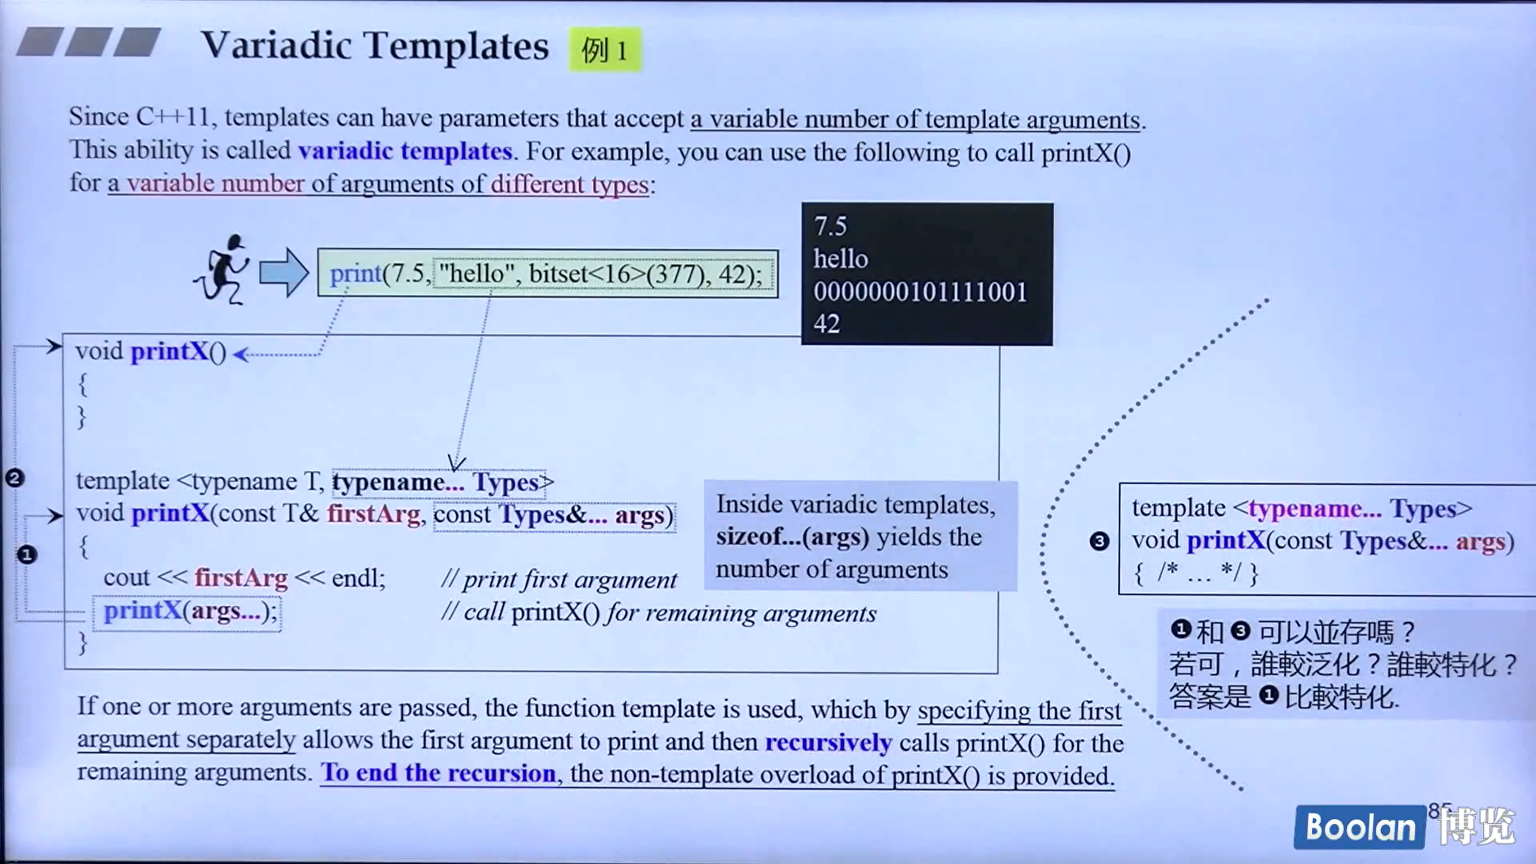 Variadic Templates 例 1
Since C++11, templates can have parameters that accept a variable number of template arguments.
This ability is called variadic templates. For example, you can use the following to call printX()
for a variable number of arguments of different types:
print(7.5, "hello", bitset<16>(377), 42);
7.5
hello
0000000101111001
42
void printX()
{
}
❷
template <typename T, typename... Types>
void printX(const T& firstArg, const Types&... args)
❶
{
cout << firstArg << endl; // print first argument
printX(args...); // call printX() for remaining arguments
}
Inside variadic templates,
sizeof...(args) yields the
number of arguments
❸
template <typename... Types>
void printX(const Types&... args)
{ /* ... */ }
❶和❸可以並存嗎？
若可，誰較泛化？誰較特化？
答案是❶比較特化.
If one or more arguments are passed, the function template is used, which by specifying the first
argument separately allows the first argument to print and then recursively calls printX() for the
remaining arguments. To end the recursion, the non-template overload of printX() is provided.
85
Boolan 博览